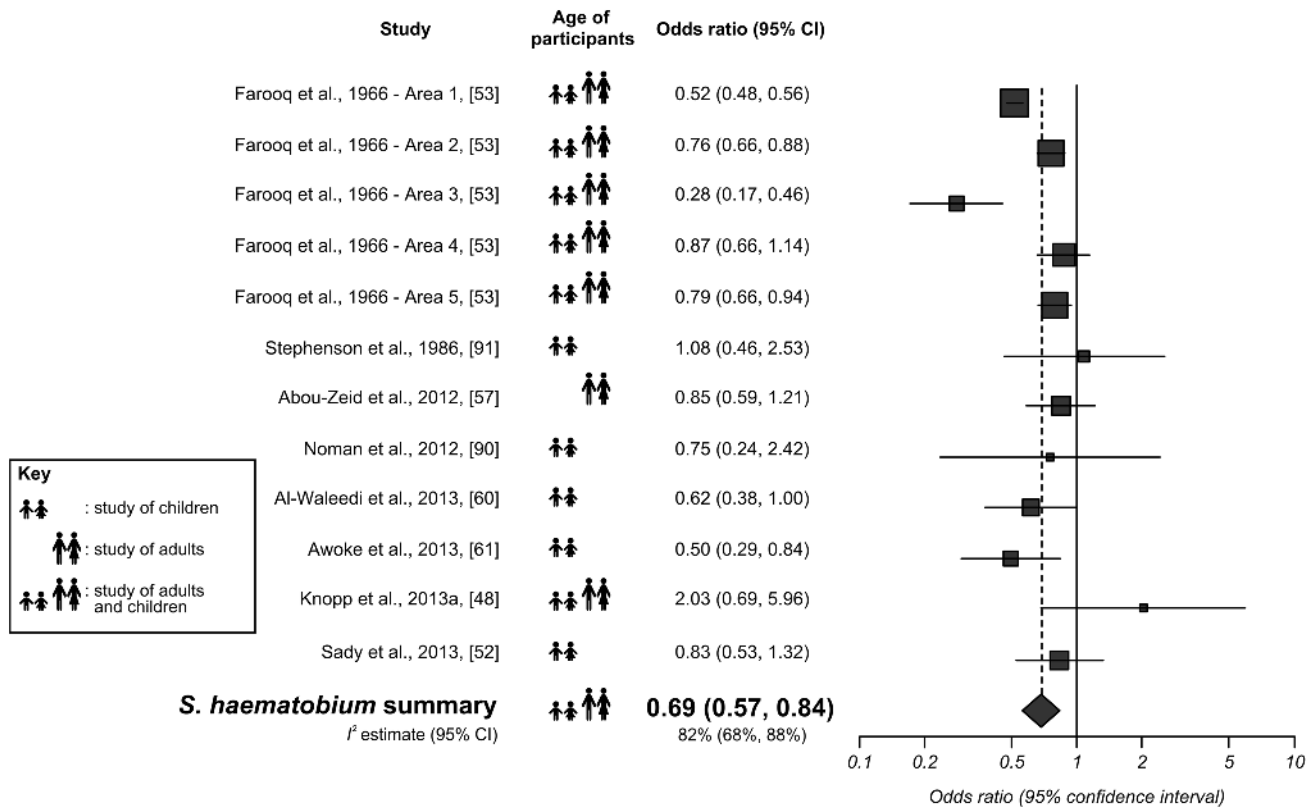 Study
Age of participants
Odds ratio (95% CI)
Farooq et al., 1966 - Area 1, [53] 0.52 (0.48, 0.56)
Farooq et al., 1966 - Area 2, [53] 0.76 (0.66, 0.88)
Farooq et al., 1966 - Area 3, [53] 0.28 (0.17, 0.46)
Farooq et al., 1966 - Area 4, [53] 0.87 (0.66, 1.14)
Farooq et al., 1966 - Area 5, [53] 0.79 (0.66, 0.94)
Stephenson et al., 1986, [91] 1.08 (0.46, 2.53)
Abou-Zeid et al., 2012, [57] 0.85 (0.59, 1.21)
Noman et al., 2012, [90] 0.75 (0.24, 2.42)
Al-Waleedi et al., 2013, [60] 0.62 (0.38, 1.00)
Awoke et al., 2013, [61] 0.50 (0.29, 0.84)
Knopp et al., 2013a, [48] 2.03 (0.69, 5.96)
Sady et al., 2013, [52] 0.83 (0.53, 1.32)
S. haematobium summary 0.69 (0.57, 0.84)
I² estimate (95% CI) 82% (68%, 88%)
Key
: study of children
: study of adults
: study of adults
and children
0.1 0.2 0.5 1 2 5 10
Odds ratio (95% confidence interval)